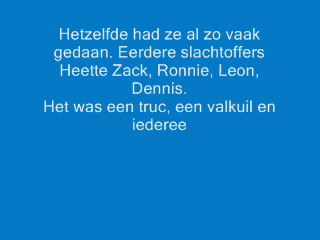 Hetzelfde had ze al zo vaak
gedaan. Eerdere slachtoffers
Heette Zack, Ronnie, Leon,
Dennis.
Het was een truc, een valkuil en
iederee